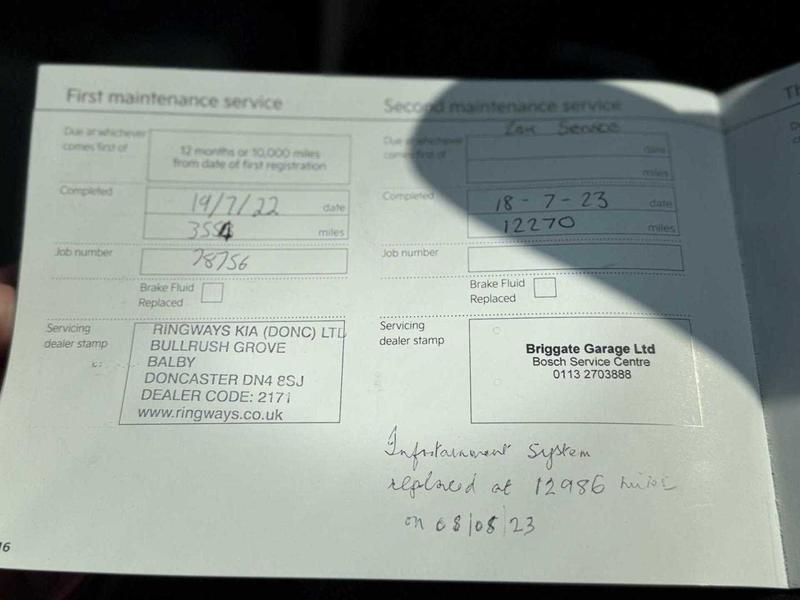 First maintenance service
Due at whichever
comes first of
12 months or 10,000 miles
from date of first registration
Completed
19/7/22 date
3554 miles
Job number
78756
Brake Fluid
Replaced
Servicing
dealer stamp
RINGWAYS KIA (DONC) LTD
BULLRUSH GROVE
BALBY
DONCASTER DN4 8SJ
DEALER CODE: 2171
www.ringways.co.uk
16
Second maintenance service
Service
Due at whichever
comes first of
date
miles
Completed
18-7-23 date
12270 miles
Job number
Brake Fluid
Replaced
Servicing
dealer stamp
Briggate Garage Ltd
Bosch Service Centre
0113 2703888
Infotainment System
replaced at 12986 miles
on 08/08/23
Th